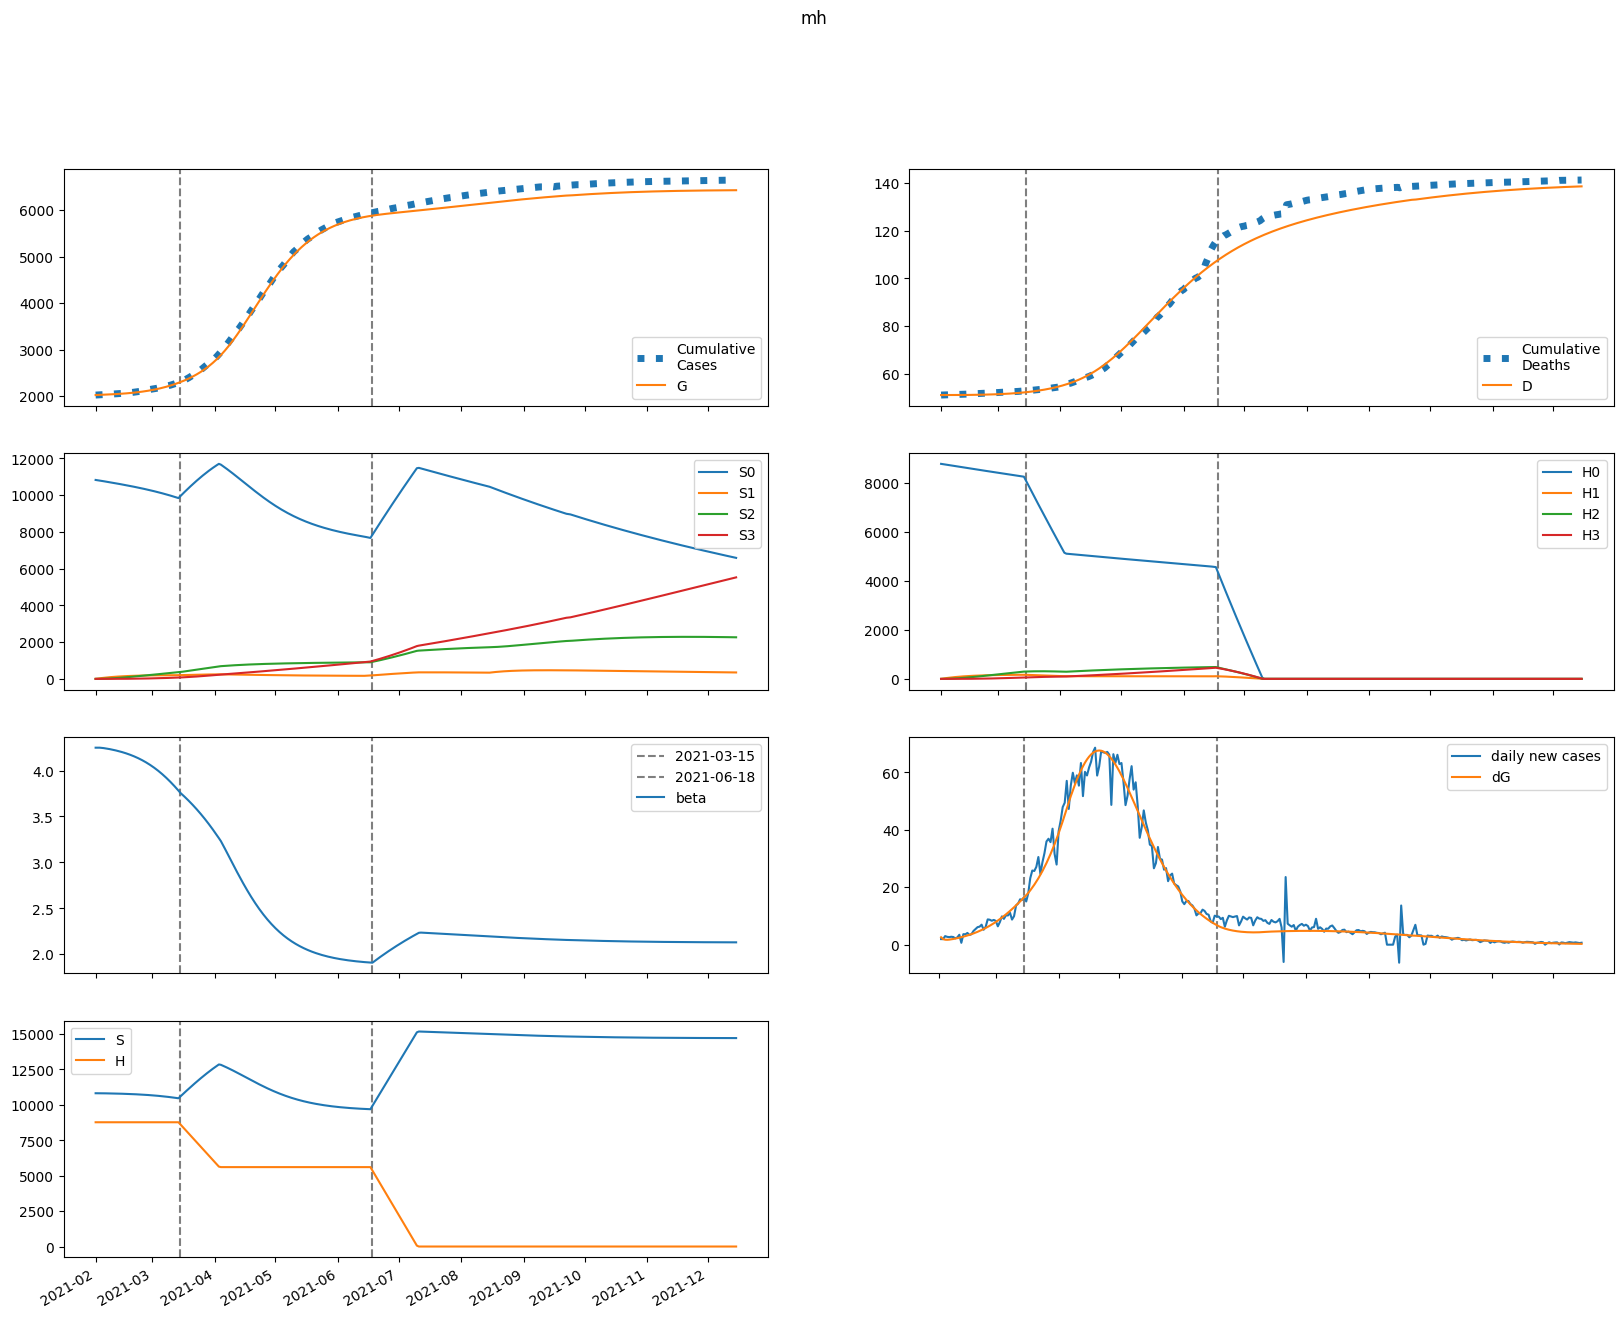 mh
6000
5000
4000
3000
2000
Cumulative
Cases
G
140
120
100
80
60
Cumulative
Deaths
D
12000
10000
8000
6000
4000
2000
0
S0
S1
S2
S3
8000
6000
4000
2000
0
H0
H1
H2
H3
4.0
3.5
3.0
2.5
2.0
2021-03-15
2021-06-18
beta
60
40
20
0
daily new cases
dG
15000
12500
10000
7500
5000
2500
0
S
H
2021-02
2021-03
2021-04
2021-05
2021-06
2021-07
2021-08
2021-09
2021-10
2021-11
2021-12